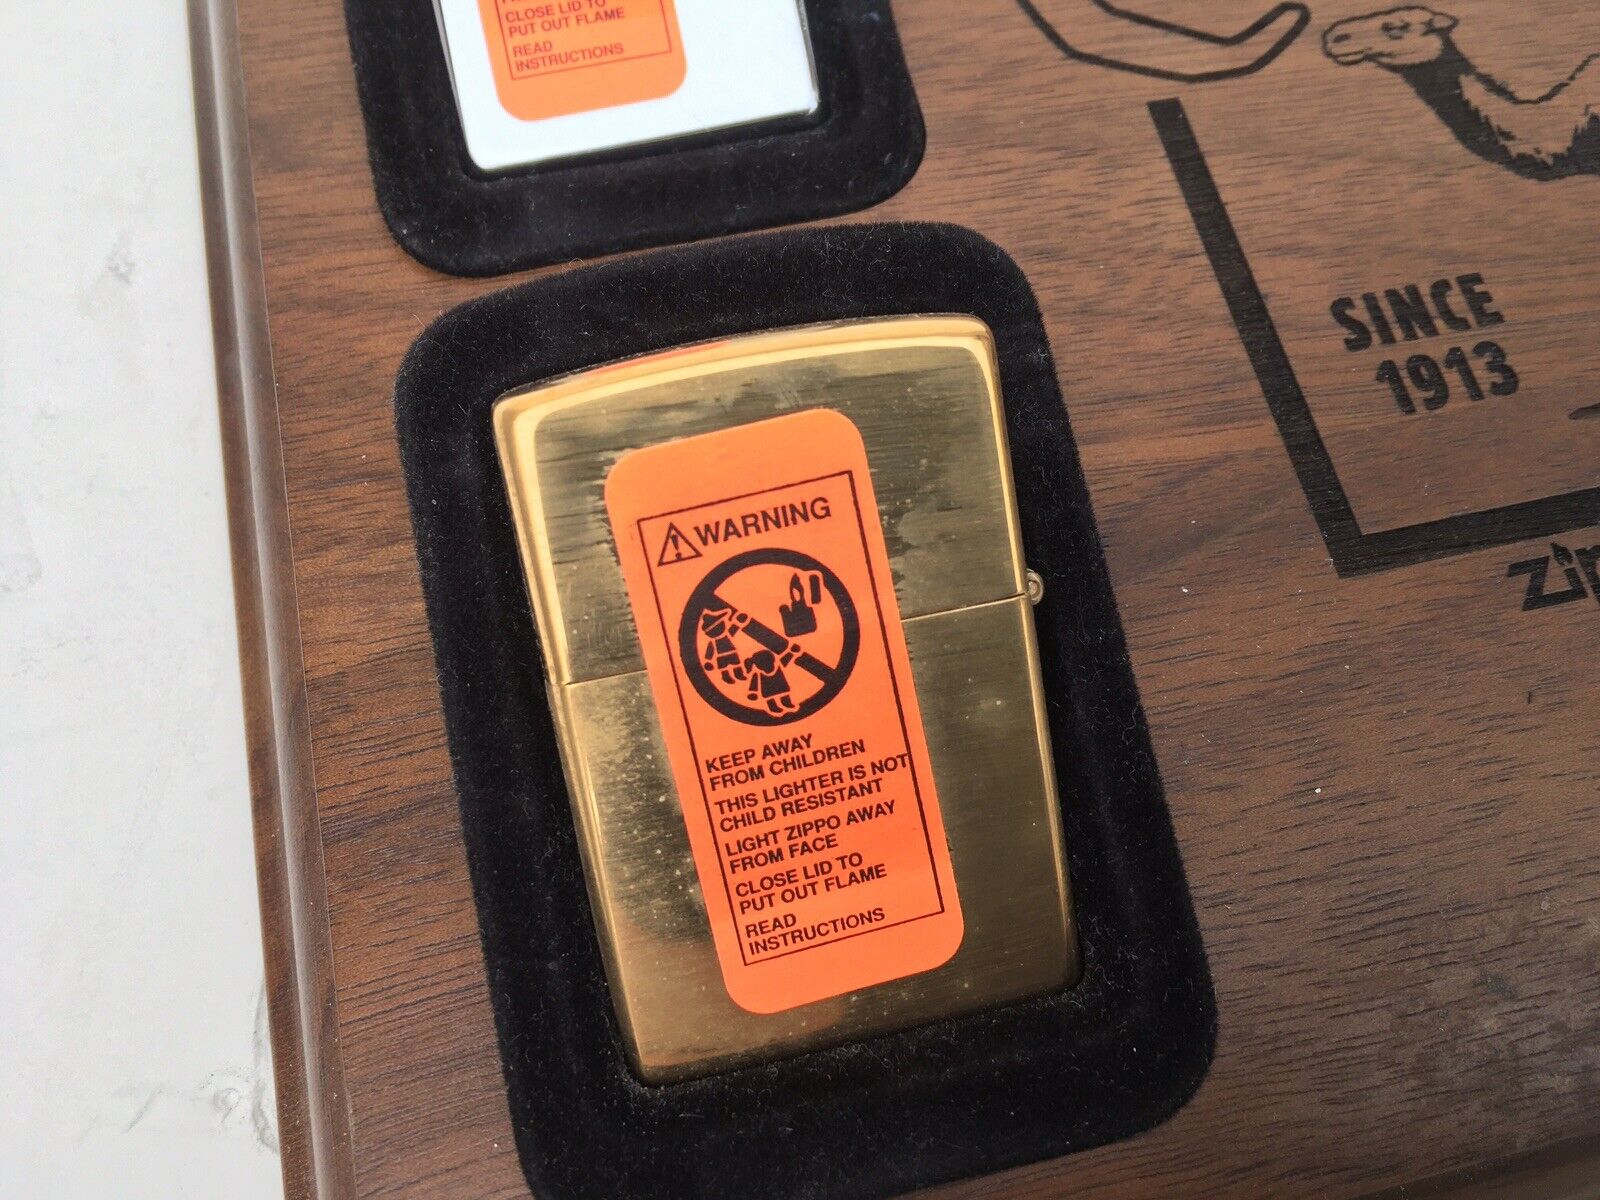 CLOSE LID TO
PUT OUT FLAME
READ
INSTRUCTIONS
SINCE
1913
WARNING
KEEP AWAY
FROM CHILDREN
THIS LIGHTER IS NOT
CHILD RESISTANT
LIGHT ZIPPO AWAY
FROM FACE
CLOSE LID TO
PUT OUT FLAME
READ
INSTRUCTIONS